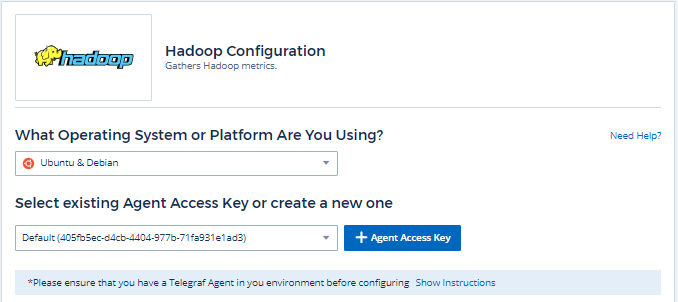 hadoop
Hadoop Configuration
Gathers Hadoop metrics.
What Operating System or Platform Are You Using?
Need Help?
Ubuntu & Debian
Select existing Agent Access Key or create a new one
Default (405fb5ec-d4cb-4404-977b-71fa931e1ad3)
+ Agent Access Key
*Please ensure that you have a Telegraf Agent in you environment before configuring Show Instructions